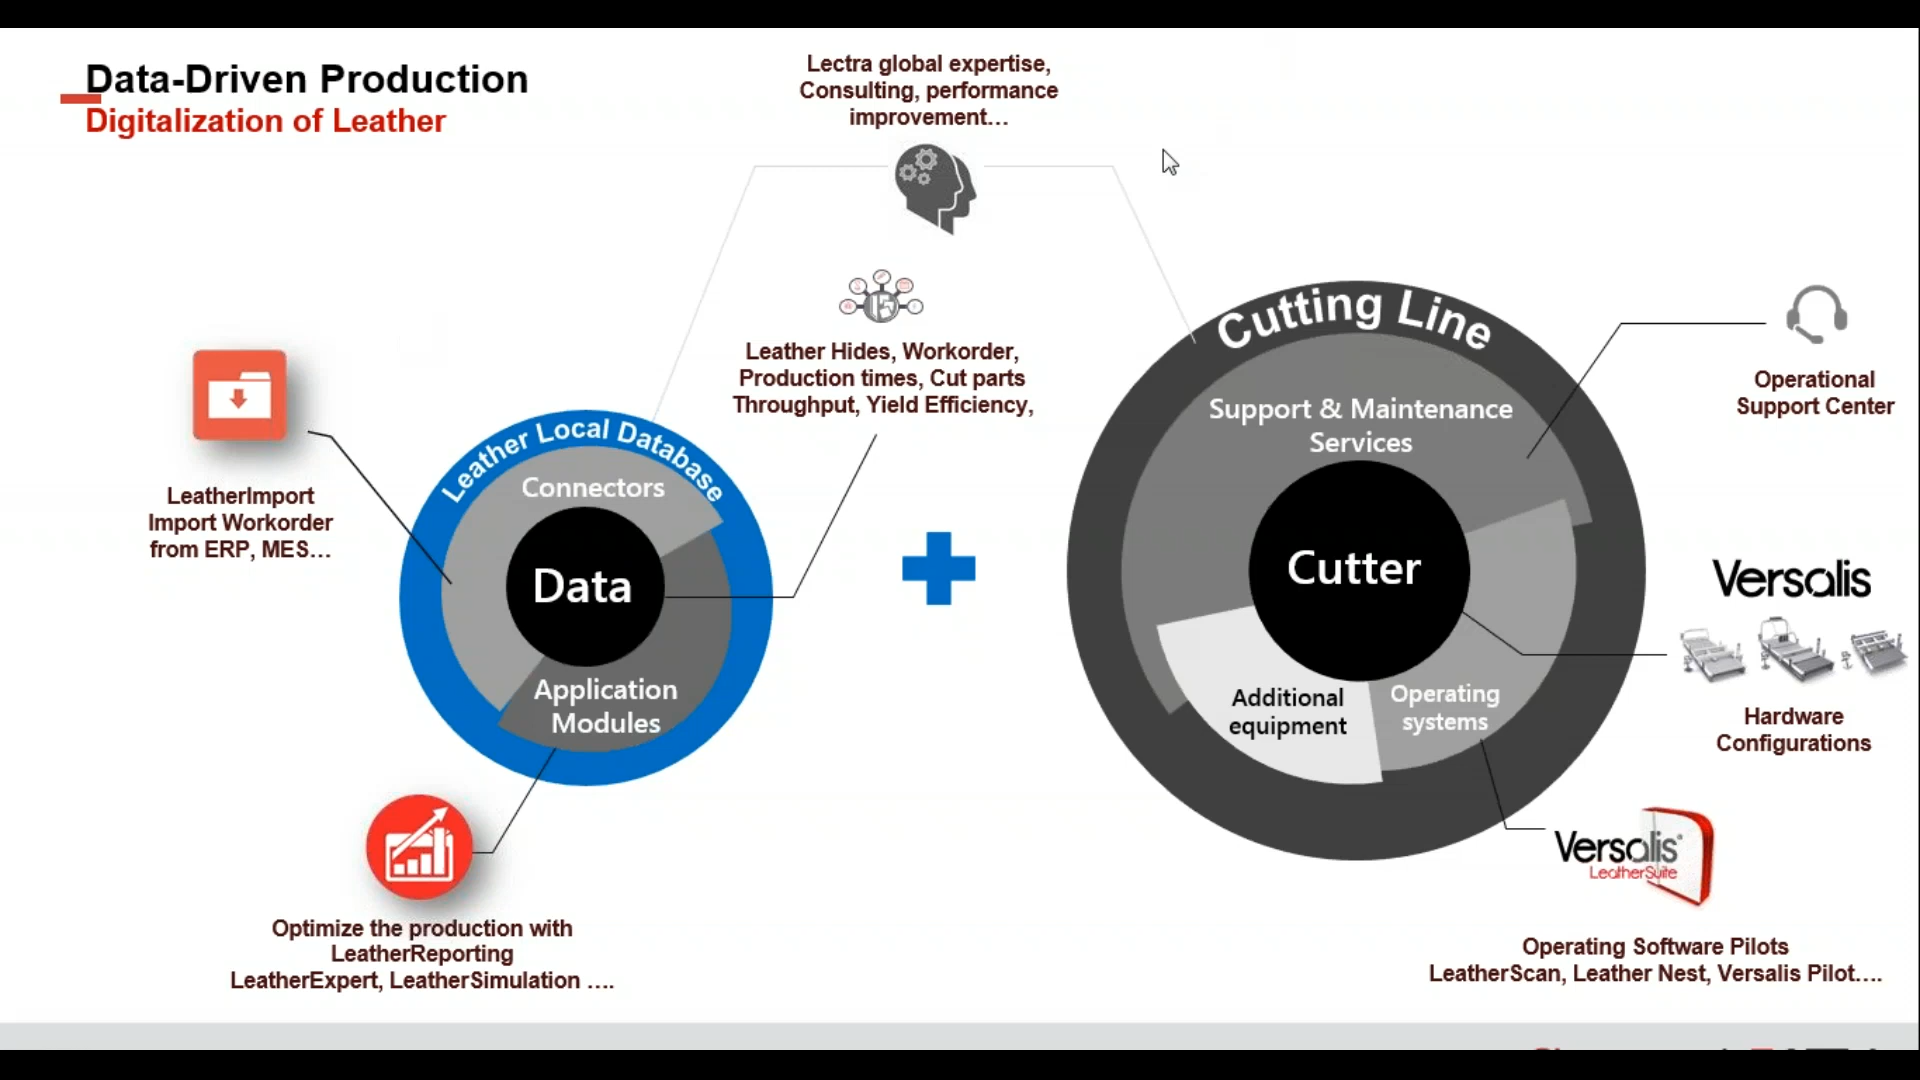 Data-Driven Production
Digitalization of Leather
Lectra global expertise,
Consulting, performance
improvement...
Leather Hides, Workorder,
Production times, Cut parts
Throughput, Yield Efficiency,
LeatherImport
Import Workorder
from ERP, MES...
Leather Local Database
Connectors
Data
Application
Modules
Optimize the production with
LeatherReporting
LeatherExpert, LeatherSimulation ....
Cutting Line
Support & Maintenance
Services
Cutter
Additional
equipment
Operating
systems
Operational
Support Center
Versalis
Hardware
Configurations
Versalis®
LeatherSuite
Operating Software Pilots
LeatherScan, Leather Nest, Versalis Pilot....